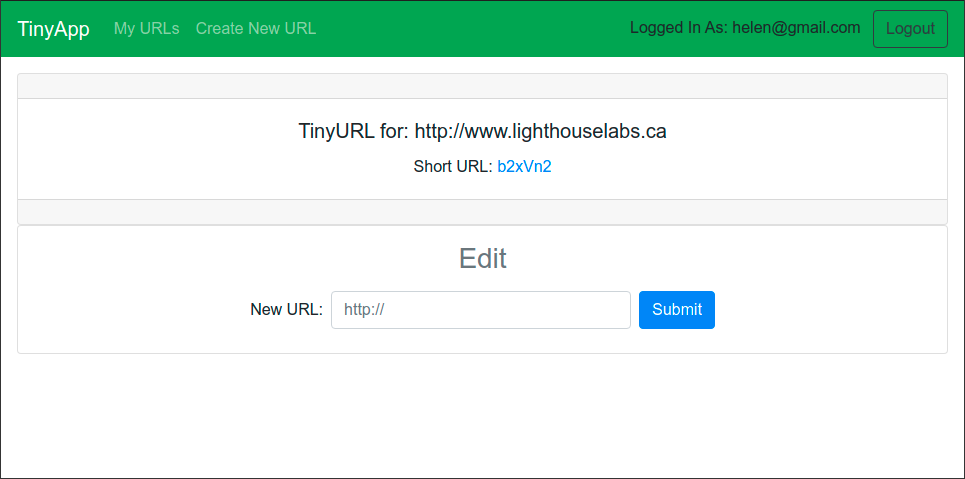 TinyApp My URLs Create New URL Logged In As: helen@gmail.com Logout
TinyURL for: http://www.lighthouselabs.ca
Short URL: b2xVn2
Edit
New URL: http:// Submit